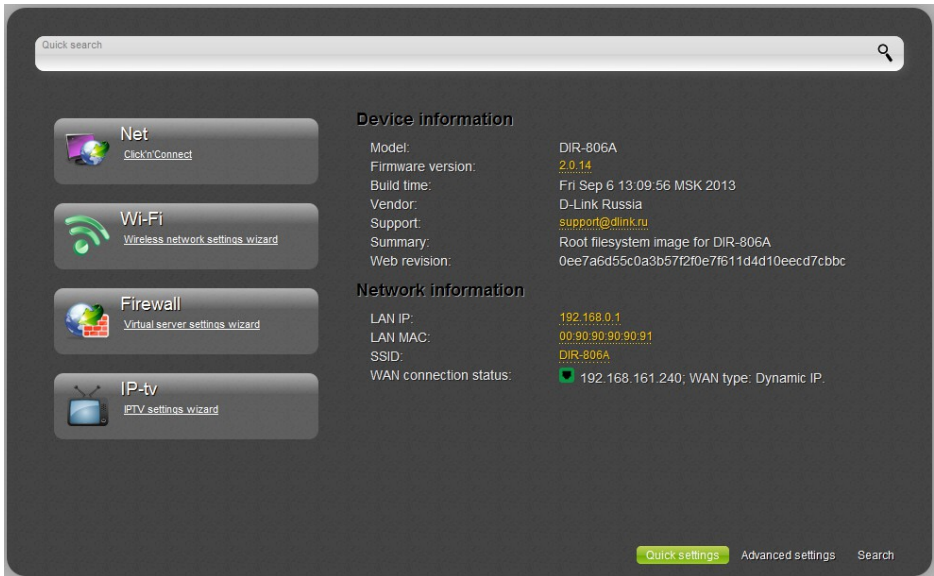 Quick search
Net
Click'n'Connect
Wi-Fi
Wireless network settings wizard
Firewall
Virtual server settings wizard
IP-tv
IPTV settings wizard
Device information
Model: DIR-806A
Firmware version: 2.0.14
Build time: Fri Sep 6 13:09:56 MSK 2013
Vendor: D-Link Russia
Support: support@dlink.ru
Summary: Root filesystem image for DIR-806A
Web revision: 0ee7a6d55c0a3b57f2f0e7f611d4d10eecd7cbbc
Network information
LAN IP: 192.168.0.1
LAN MAC: 00:90:90:90:90:91
SSID: DIR-806A
WAN connection status: 192.168.161.240; WAN type: Dynamic IP.
Quick settings Advanced settings Search